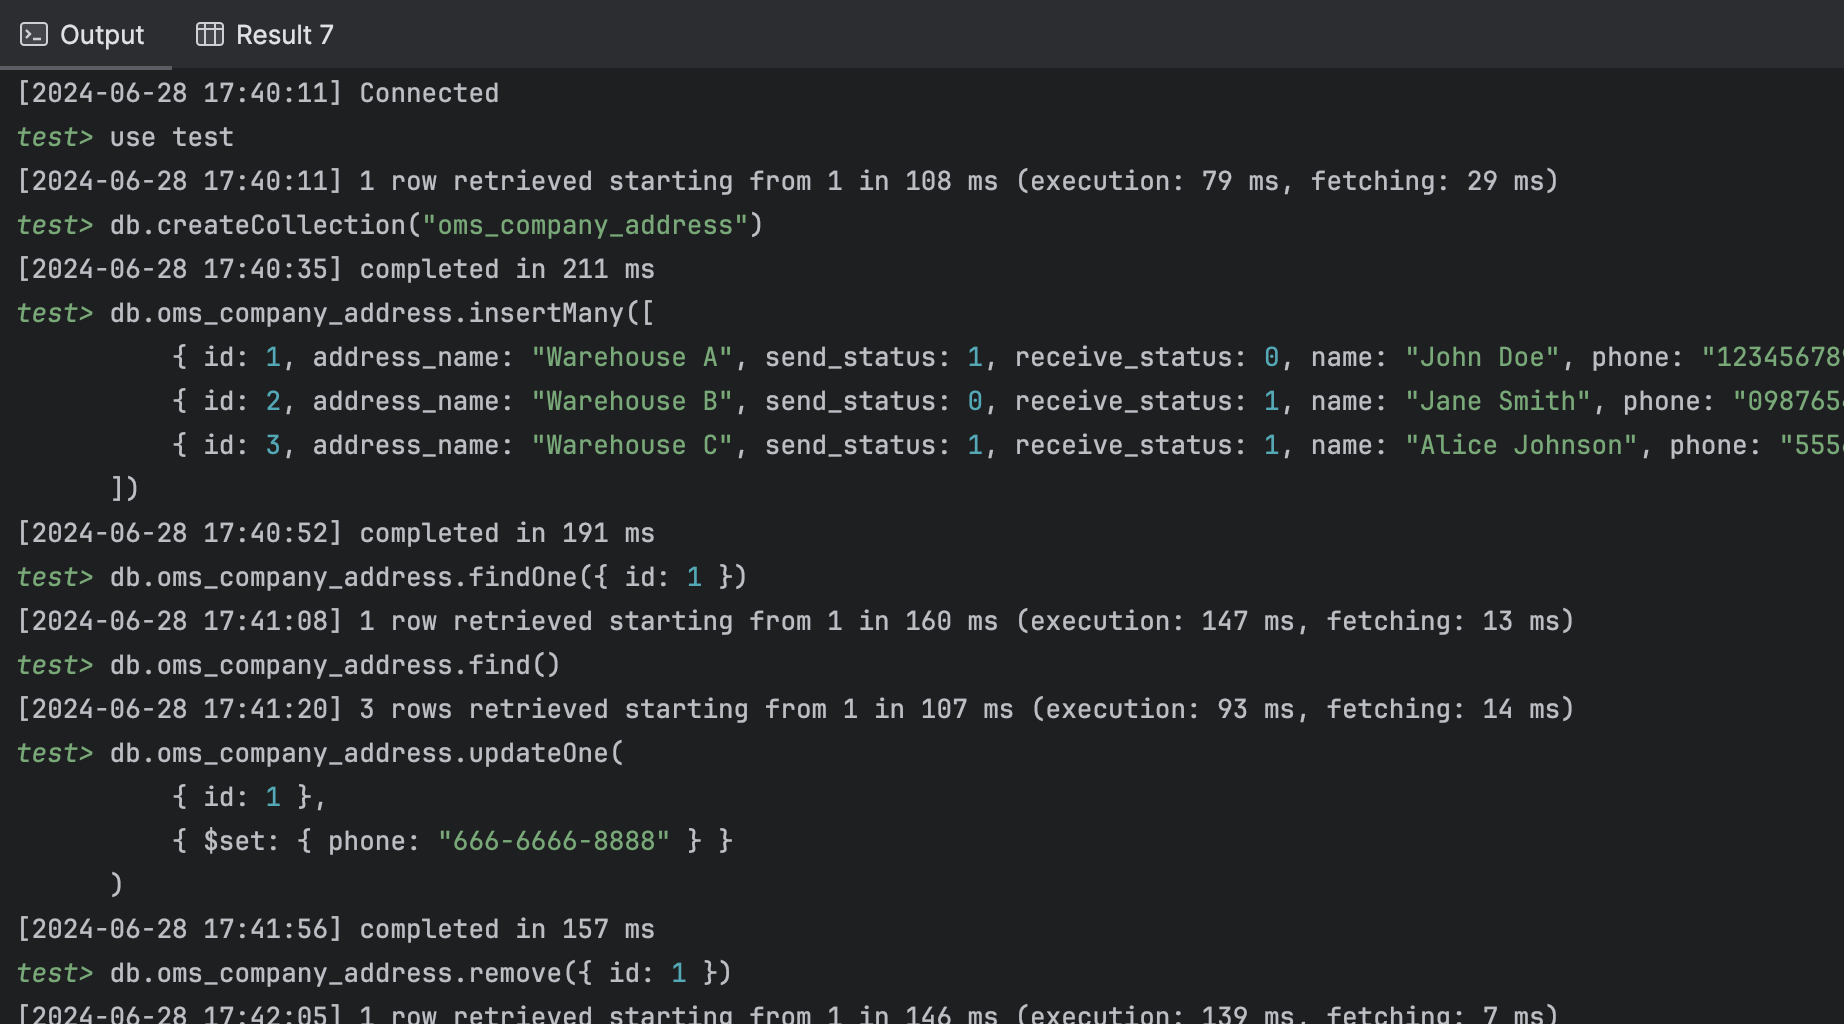 Output Result 7
[2024-06-28 17:40:11] Connected
test> use test
[2024-06-28 17:40:11] 1 row retrieved starting from 1 in 108 ms (execution: 79 ms, fetching: 29 ms)
test> db.createCollection("oms_company_address")
[2024-06-28 17:40:35] completed in 211 ms
test> db.oms_company_address.insertMany([
{ id: 1, address_name: "Warehouse A", send_status: 1, receive_status: 0, name: "John Doe", phone: "123456789
{ id: 2, address_name: "Warehouse B", send_status: 0, receive_status: 1, name: "Jane Smith", phone: "098765
{ id: 3, address_name: "Warehouse C", send_status: 1, receive_status: 1, name: "Alice Johnson", phone: "555
])
[2024-06-28 17:40:52] completed in 191 ms
test> db.oms_company_address.findOne({ id: 1 })
[2024-06-28 17:41:08] 1 row retrieved starting from 1 in 160 ms (execution: 147 ms, fetching: 13 ms)
test> db.oms_company_address.find()
[2024-06-28 17:41:20] 3 rows retrieved starting from 1 in 107 ms (execution: 93 ms, fetching: 14 ms)
test> db.oms_company_address.updateOne(
{ id: 1 },
{ $set: { phone: "666-6666-8888" } }
)
[2024-06-28 17:41:56] completed in 157 ms
test> db.oms_company_address.remove({ id: 1 })
[2024-06-28 17:42:05] 1 row retrieved starting from 1 in 146 ms (execution: 139 ms, fetching: 7 ms)